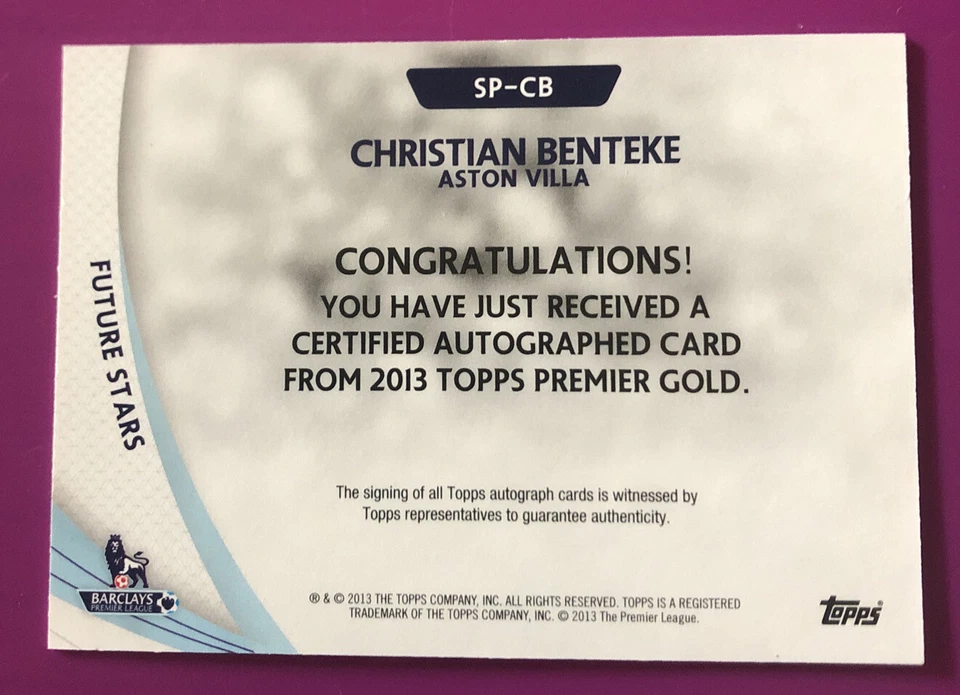 SP-CB
CHRISTIAN BENTEKE
ASTON VILLA
CONGRATULATIONS!
YOU HAVE JUST RECEIVED A
CERTIFIED AUTOGRAPHED CARD
FROM 2013 TOPPS PREMIER GOLD.
FUTURE STARS
The signing of all Topps autograph cards is witnessed by
Topps representatives to guarantee authenticity.
BARCLAYS
PREMIER LEAGUE
® & © 2013 THE TOPPS COMPANY, INC. ALL RIGHTS RESERVED. TOPPS IS A REGISTERED
TRADEMARK OF THE TOPPS COMPANY, INC. © 2013 The Premier League.
TOPPS®